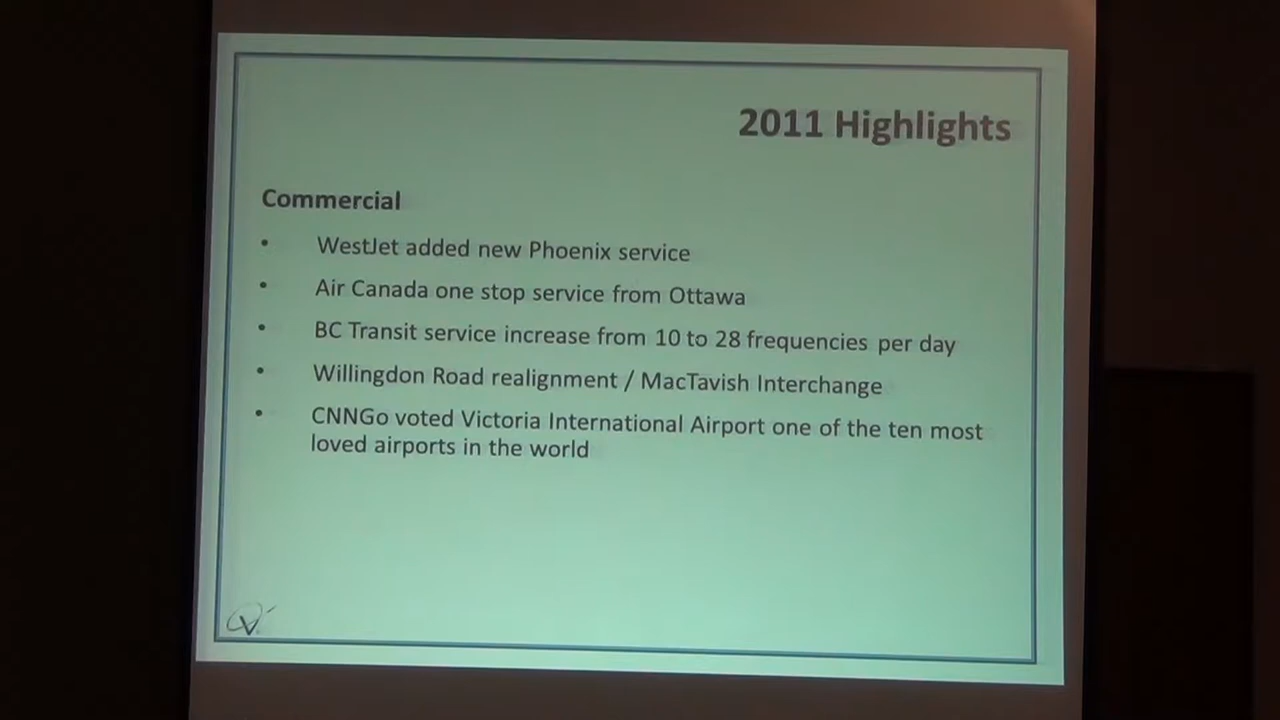 2011 Highlights
Commercial
• WestJet added new Phoenix service
• Air Canada one stop service from Ottawa
• BC Transit service increase from 10 to 28 frequencies per day
• Willingdon Road realignment / MacTavish Interchange
• CNNGo voted Victoria International Airport one of the ten most
loved airports in the world